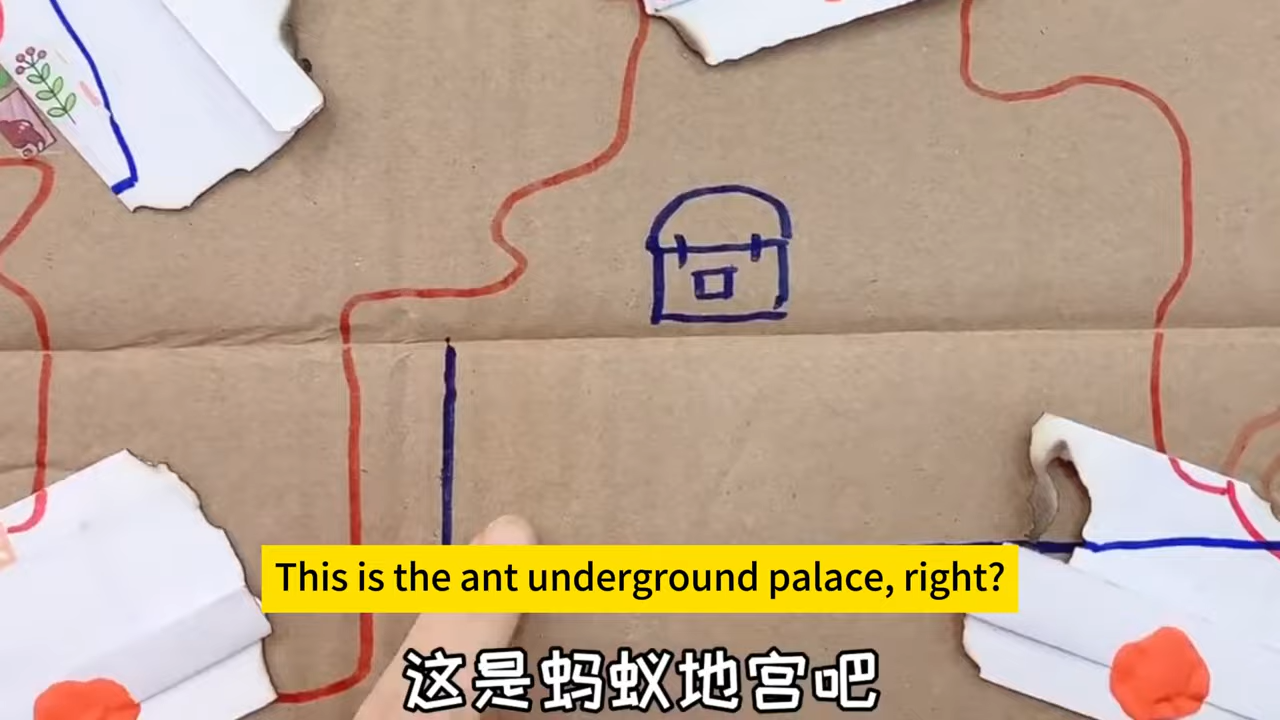 This is the ant underground palace, right?
这是蚂蚁地宫吧